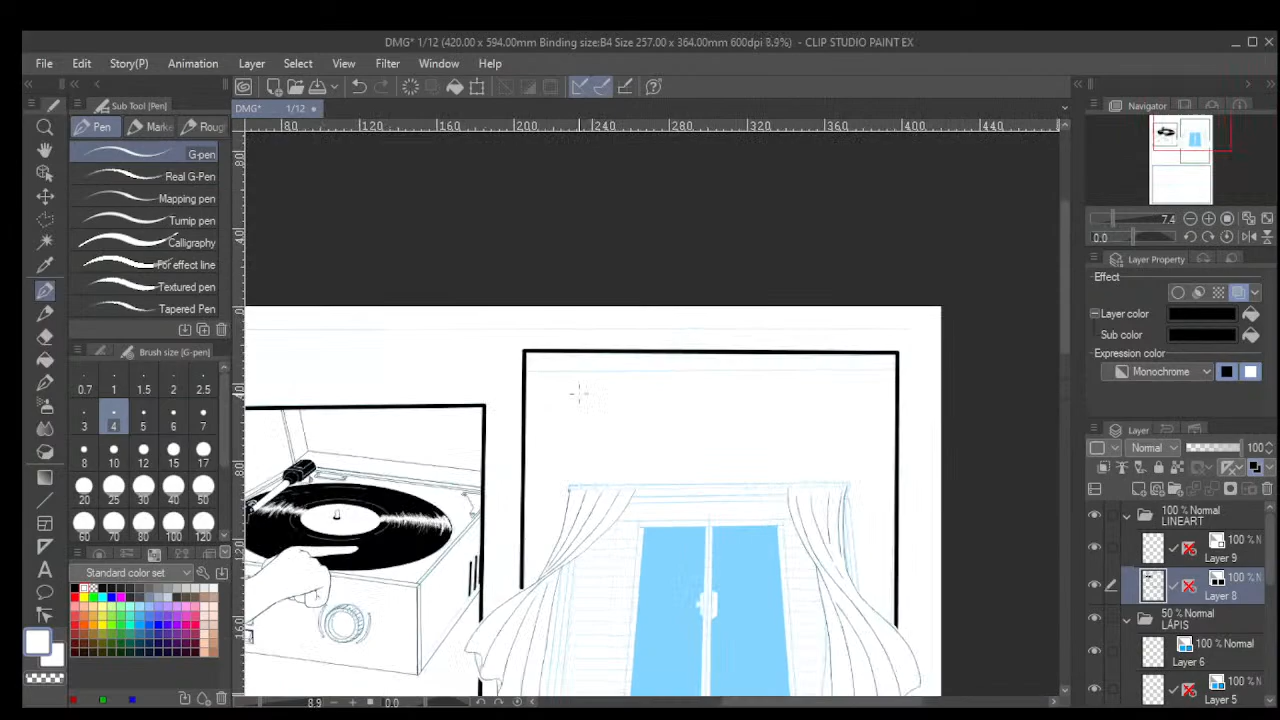 DMG* 1/12 (420.00 x 594.00mm Binding size:B4 Size 257.00 x 364.00mm 600dpi 8.9%) - CLIP STUDIO PAINT EX
File Edit Story(P) Animation Layer Select View Filter Window Help
Sub Tool [Pen]
DMG* 1/12
Navigator
Pen Marke Roug
80 120 160 200 240 280 320 360 400 440
G-pen
Real G-Pen
Mapping pen
Turnip pen
Calligraphy
For effect line
Textured pen
Tapered Pen
7.4
0.0
Layer Property
Effect
Layer color
Sub color
Expression color
Monochrome
Brush size [G-pen]
0.7 1 1.5 2 2.5
3 4 5 6 7
8 10 12 15 17
20 25 30 40 50
60 70 80 100 120
Standard color set
Layer
Normal 100
100 % Normal
LINEART
100 % N
Layer 9
100 % N
Layer 8
50 % Normal
LAPIS
100 % Normal
Layer 6
100 % N
Layer 5
8.9 0.0